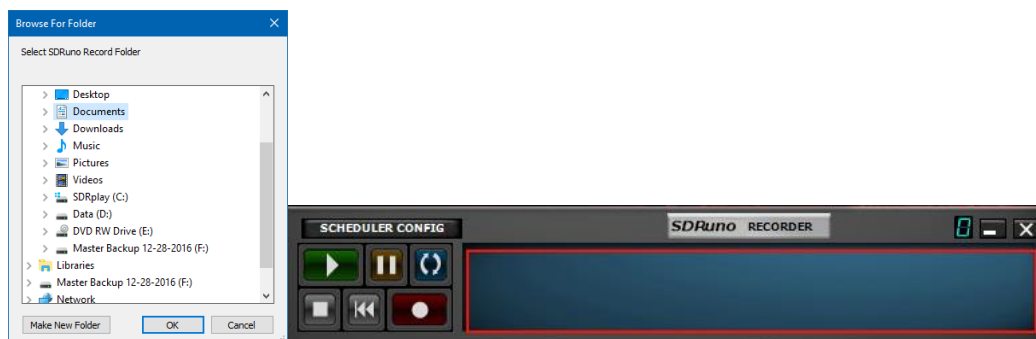 Browse For Folder
Select SDRuno Record Folder
Desktop
Documents
Downloads
Music
Pictures
Videos
SDRplay (C:)
Data (D:)
DVD RW Drive (E:)
Master Backup 12-28-2016 (F:)
Libraries
Master Backup 12-28-2016 (F:)
Network
Make New Folder OK Cancel
SCHEDULER CONFIG SDRuno RECORDER 8